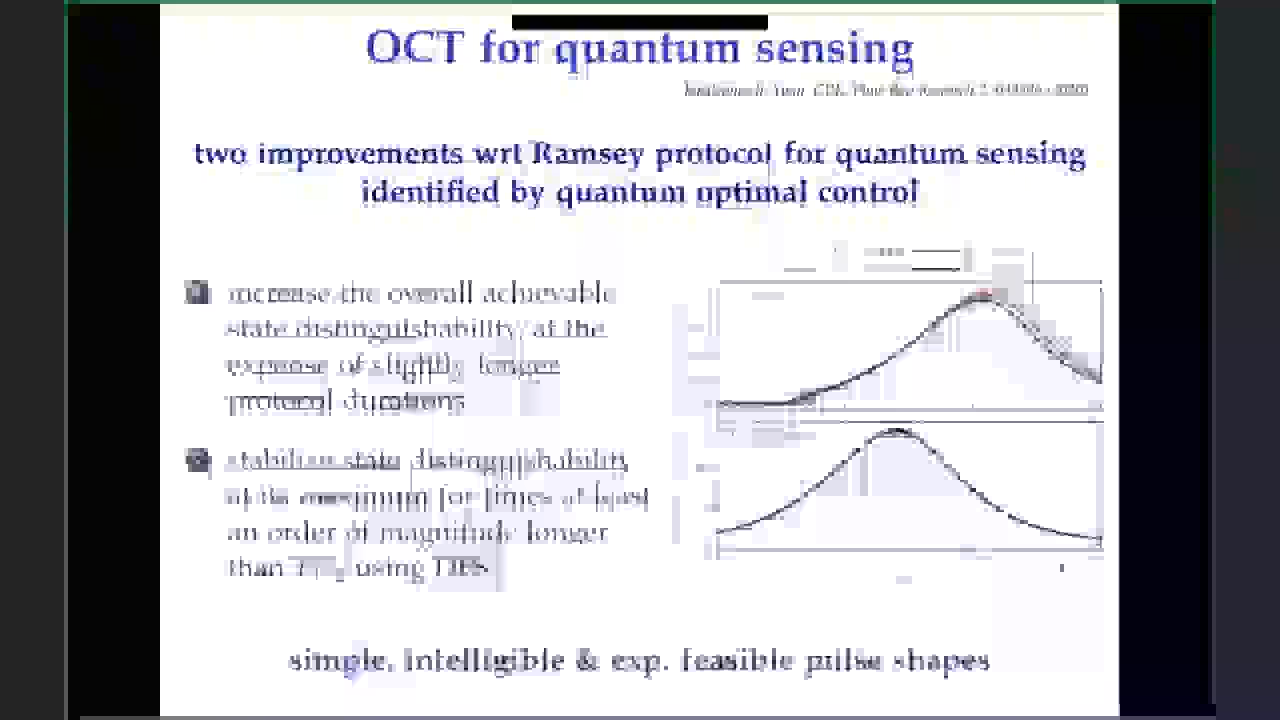 OCT for quantum sensing
two improvements wrt Ramsey protocol for quantum sensing
identified by quantum optimal control
increase the overall achievable
state distinguishability, at the
expense of slightly longer
protocol durations
stabilize state distinguishability
at its maximum for times at least
an order of magnitude longer
than using
simple, intelligible & exp. feasible pulse shapes